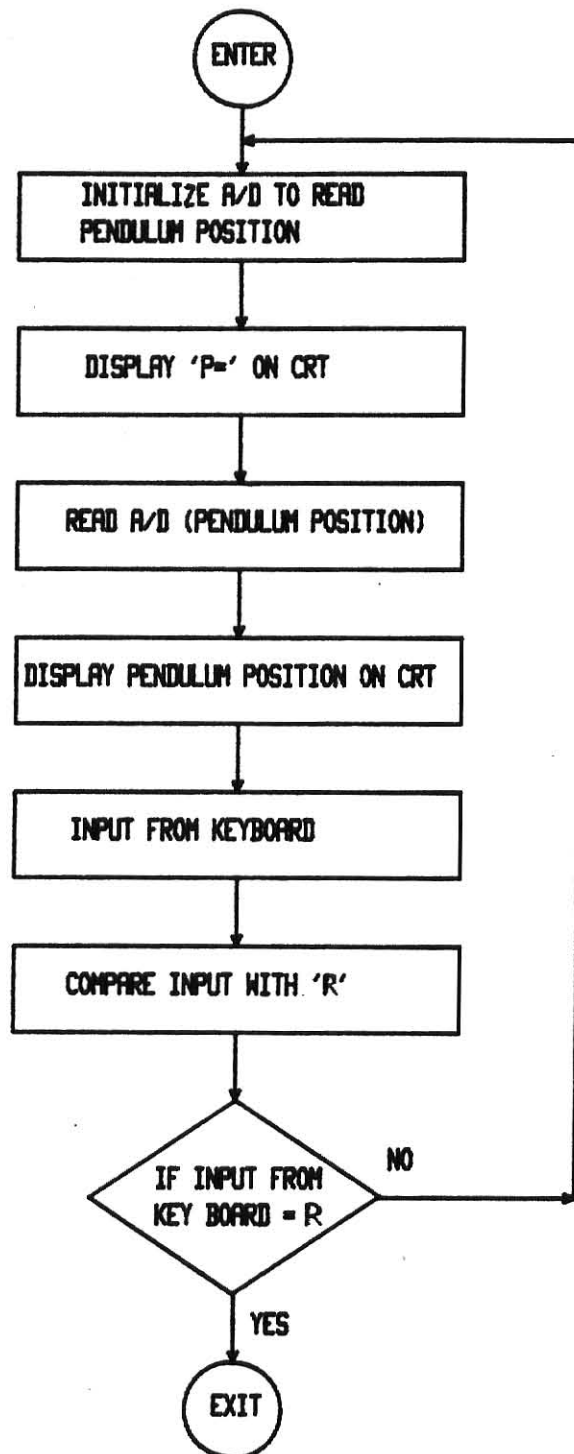 ENTER
INITIALIZE A/D TO READ
PENDULUM POSITION
DISPLAY 'P=' ON CRT
READ A/D (PENDULUM POSITION)
DISPLAY PENDULUM POSITION ON CRT
INPUT FROM KEYBOARD
COMPARE INPUT WITH 'R'
IF INPUT FROM
KEY BOARD = R
NO
YES
EXIT